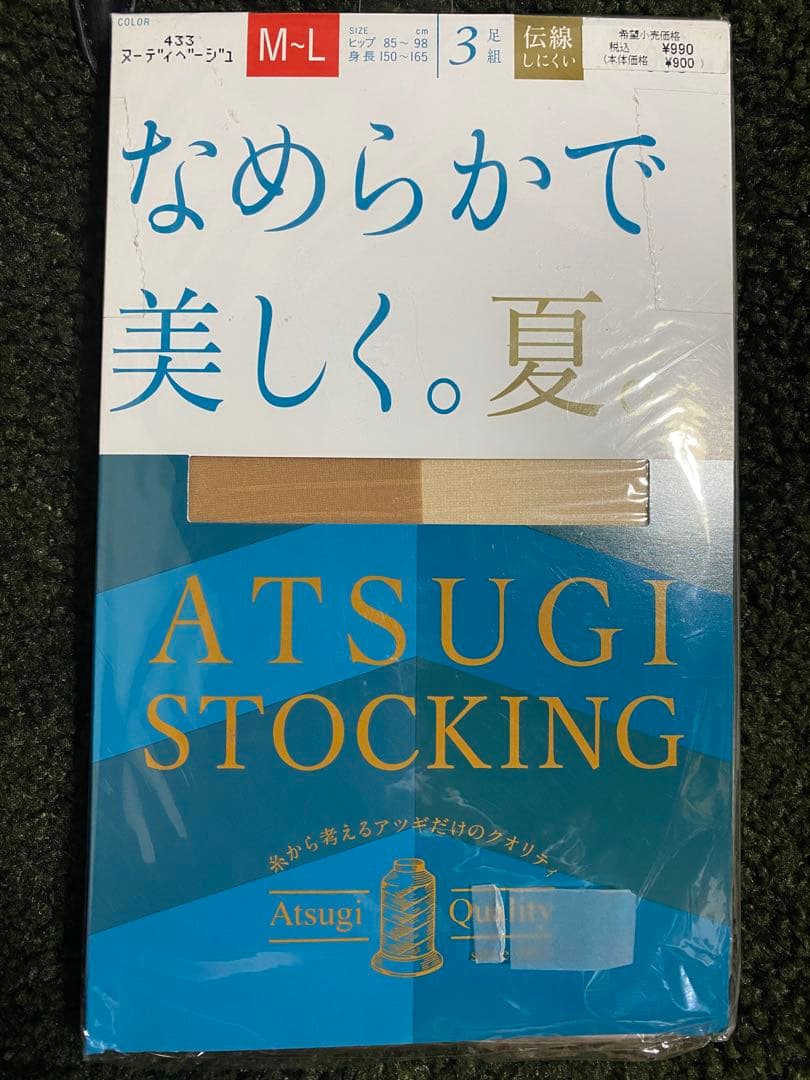 COLOR
433
ヌーディベージュ
M~L
SIZE cm
ヒップ 85~98
身長 150~165
3足組
伝線
しにくい
希望小売価格
税込 ¥990
(本体価格 ¥900)
なめらかで
美しく。夏。
ATSUGI
STOCKING
糸から考えるアツギだけのクオリティ
Atsugi Quality